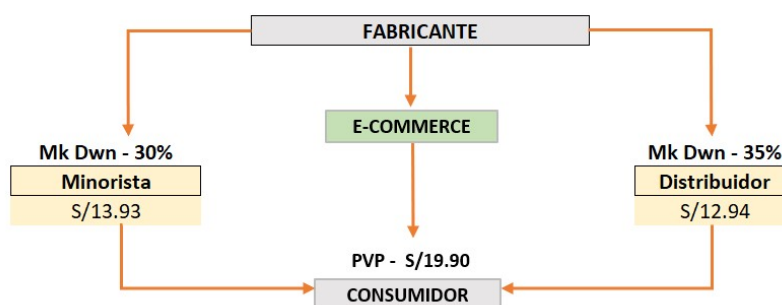 FABRICANTE
E-COMMERCE
Mk Dwn - 30%
Minorista
S/13.93
Mk Dwn - 35%
Distribuidor
S/12.94
PVP - S/19.90
CONSUMIDOR